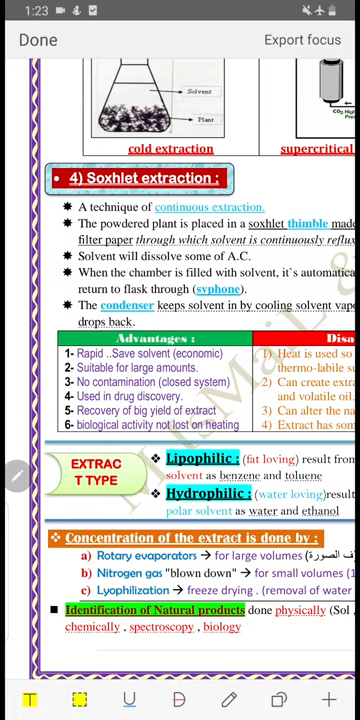 1:23
Done
Export focus
Solvent
Plant
CO2 High
Pres
cold extraction
supercritical
4) Soxhlet extraction :
A technique of continuous extraction.
The powdered plant is placed in a soxhlet thimble made
filter paper through which solvent is continuously reflux
Solvent will dissolve some of A.C.
When the chamber is filled with solvent, it`s automatica
return to flask through (syphone).
The condenser keeps solvent in by cooling solvent vapo
drops back.
Advantages :
Disa
1- Rapid ..Save solvent (economic)
2- Suitable for large amounts.
3- No contamination (closed system)
4- Used in drug discovery.
5- Recovery of big yield of extract
6- biological activity not lost on heating
1) Heat is used so
thermo-labile su
2) Can create extra
and volatile oil.
3) Can alter the na
4) Extract has som
EXTRAC
T TYPE
Lipophilic : (fat loving) result from
solvent as benzene and toluene
Hydrophilic : (water loving)result
polar solvent as water and ethanol
Concentration of the extract is done by :
a) Rotary evaporators → for large volumes (ف الصورة
b) Nitrogen gas "blown down" → for small volumes (1
c) Lyophilization → freeze drying . (removal of water
Identification of Natural products done physically (Sol ,
chemically , spectroscopy , biology